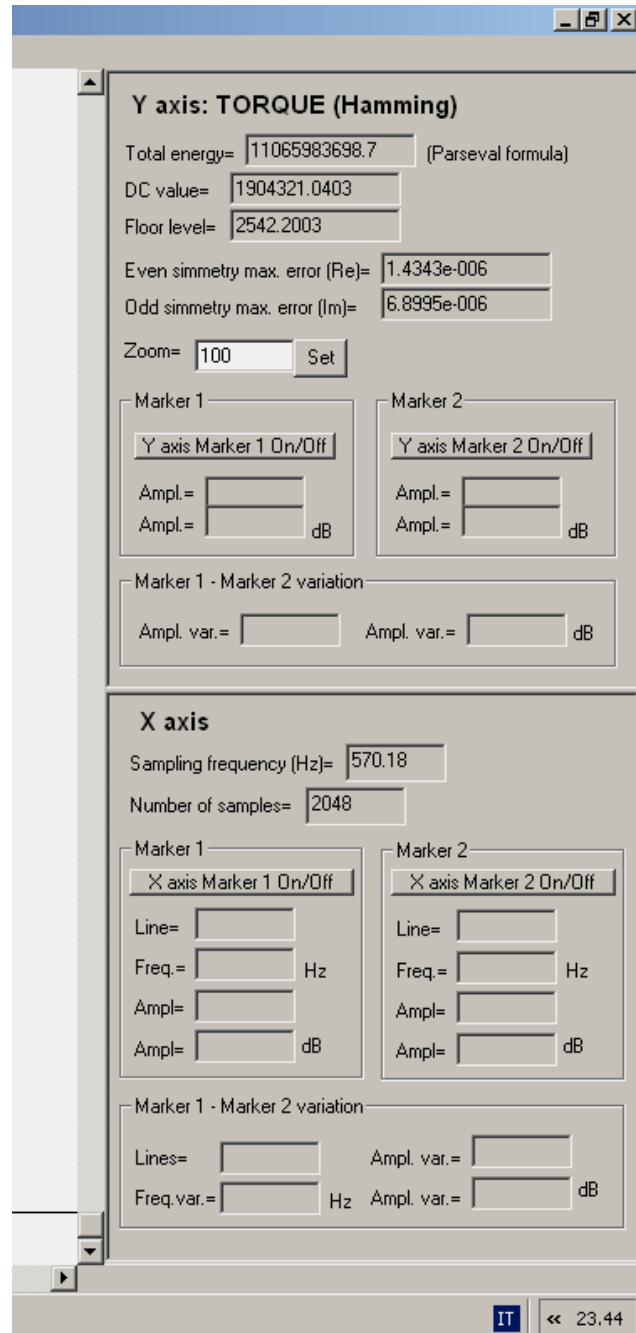 Y axis: TORQUE (Hamming)
Total energy= 11065983698.7 (Parseval formula)
DC value= 1904321.0403
Floor level= 2542.2003
Even simmetry max. error (Re)= 1.4343e-006
Odd simmetry max. error (Im)= 6.8995e-006
Zoom= 100 Set
Marker 1 Marker 2
Y axis Marker 1 On/Off Y axis Marker 2 On/Off
Ampl.= Ampl.=
Ampl.= dB Ampl.= dB
Marker 1 - Marker 2 variation
Ampl. var.= Ampl. var.= dB
X axis
Sampling frequency (Hz)= 570.18
Number of samples= 2048
Marker 1 Marker 2
X axis Marker 1 On/Off X axis Marker 2 On/Off
Line= Line=
Freq.= Hz Freq.= Hz
Ampl= Ampl=
Ampl= dB Ampl= dB
Marker 1 - Marker 2 variation
Lines= Ampl. var.=
Freq.var.= Hz Ampl. var.= dB
IT « 23.44